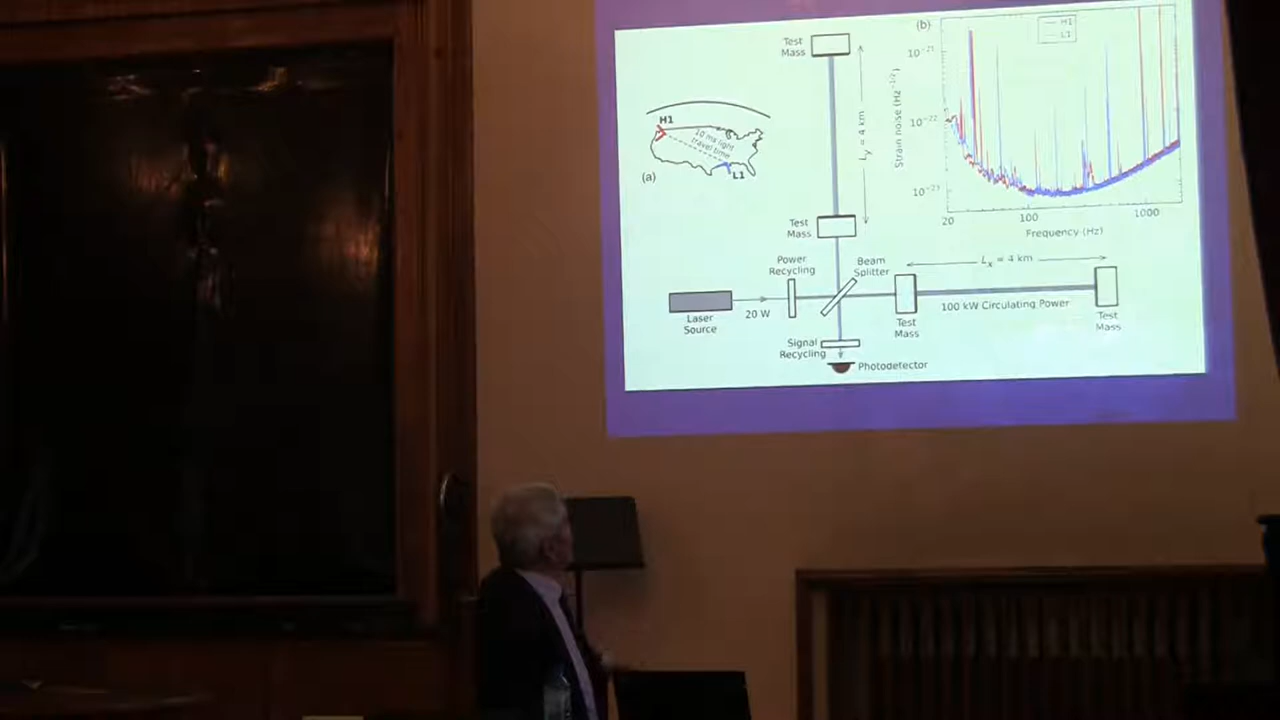 (a)
H1
10 ms light
travel time
L1
Test
Mass
Ly = 4 km
Test
Mass
Power
Recycling
Beam
Splitter
Laser
Source
20 W
Signal
Recycling
Photodetector
Test
Mass
Lx = 4 km
100 kW Circulating Power
Test
Mass
(b)
H1
L1
Strain noise (Hz^-1/2)
10^-21
10^-22
10^-23
20
100
1000
Frequency (Hz)